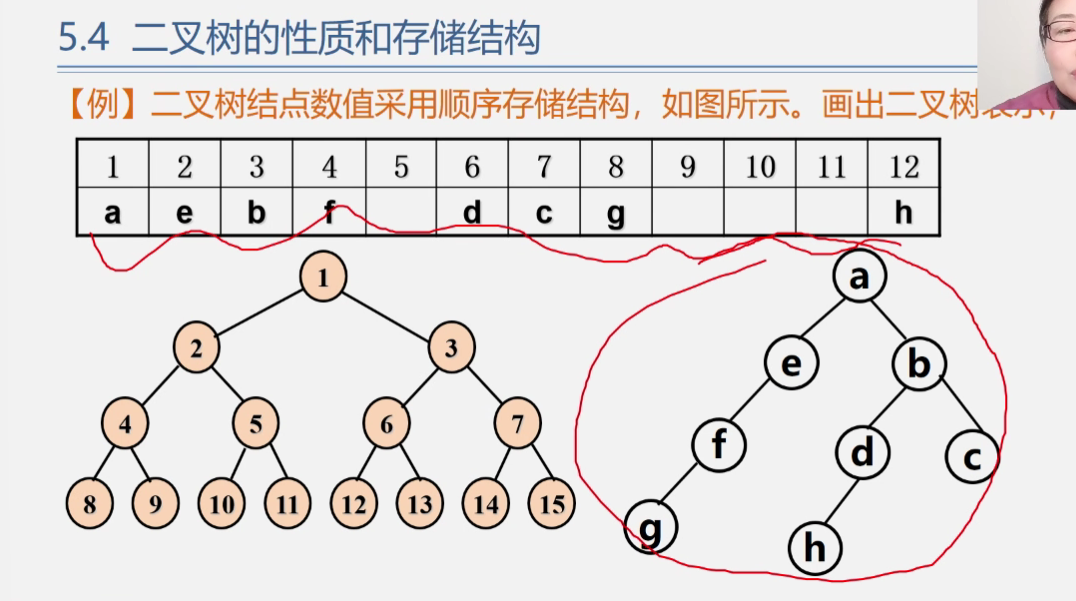 5.4 二叉树的性质和存储结构
【例】二叉树结点数值采用顺序存储结构，如图所示。画出二叉树表示，
1 2 3 4 5 6 7 8 9 10 11 12
a e b f d c g h
1 a
2 3 e b
4 5 6 7 f d c
8 9 10 11 12 13 14 15 g h